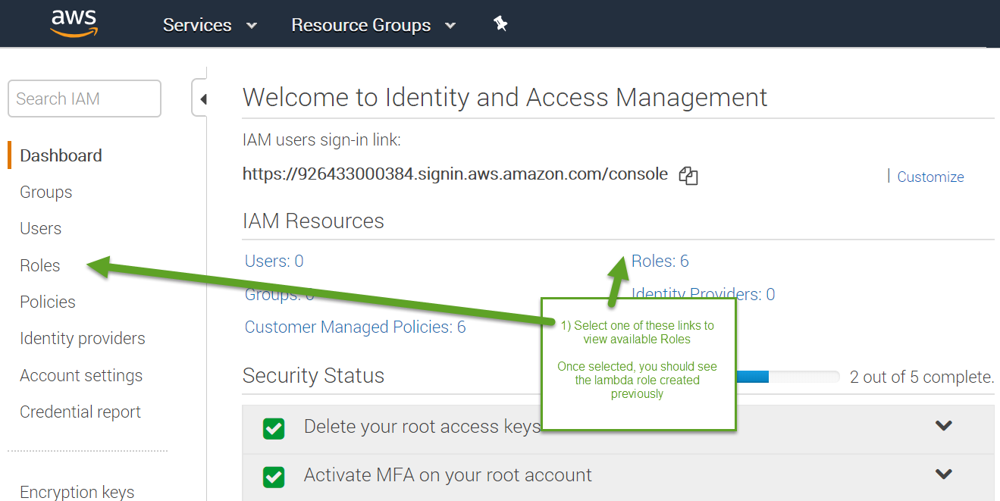 aws
Services
Resource Groups
Search IAM
Dashboard
Groups
Users
Roles
Policies
Identity providers
Account settings
Credential report
Encryption keys
Welcome to Identity and Access Management
IAM users sign-in link:
https://926433000384.signin.aws.amazon.com/console
Customize
IAM Resources
Users: 0
Roles: 6
Groups: 0
Identity Providers: 0
Customer Managed Policies: 6
1) Select one of these links to
view available Roles
Once selected, you should see
the lambda role created
previously
Security Status
2 out of 5 complete.
Delete your root access keys
Activate MFA on your root account